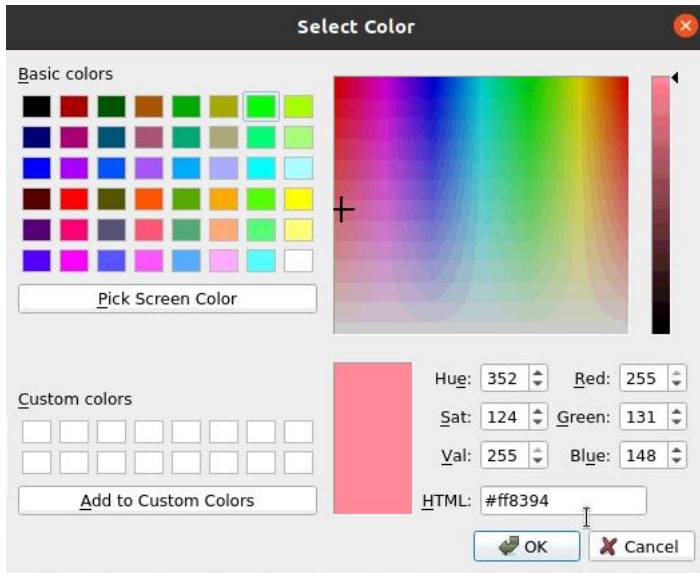 Select Color
Basic colors
Pick Screen Color
Custom colors
Add to Custom Colors
Hue: 352 Red: 255
Sat: 124 Green: 131
Val: 255 Blue: 148
HTML: #ff8394
OK Cancel